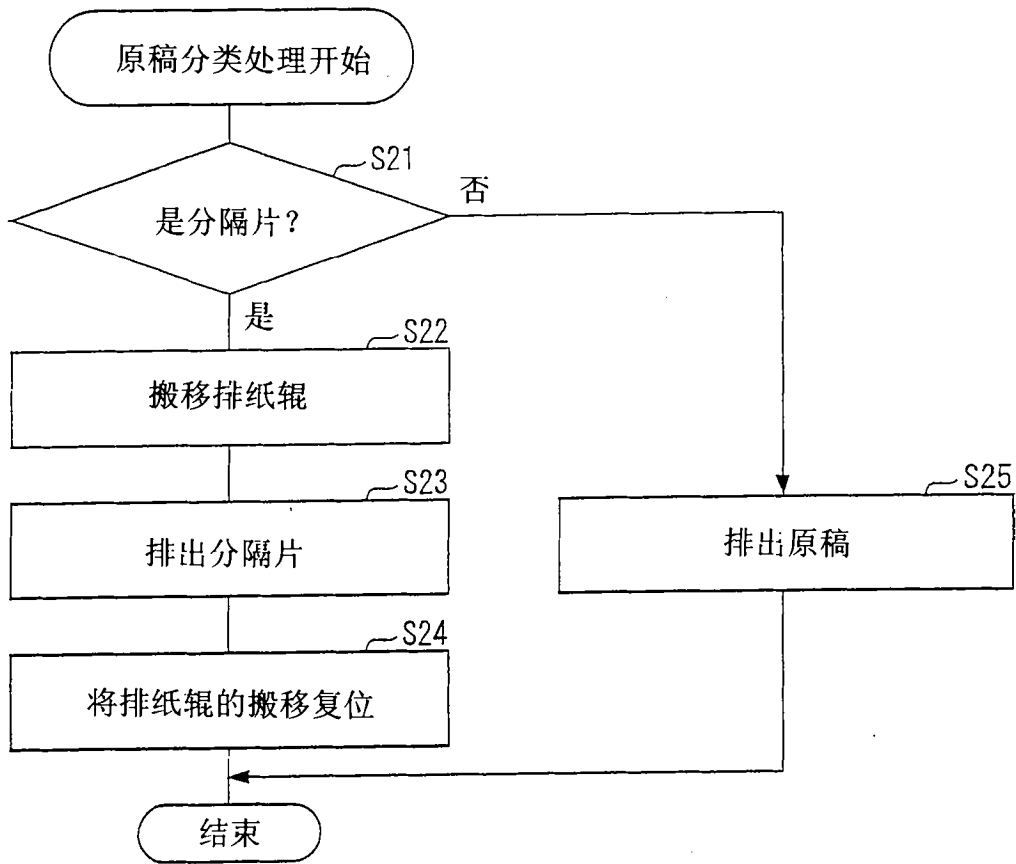 原稿分类处理开始
S21
是分隔片?
否
是
S22
搬移排纸辊
S23
排出分隔片
S25
排出原稿
S24
将排纸辊的搬移复位
结束